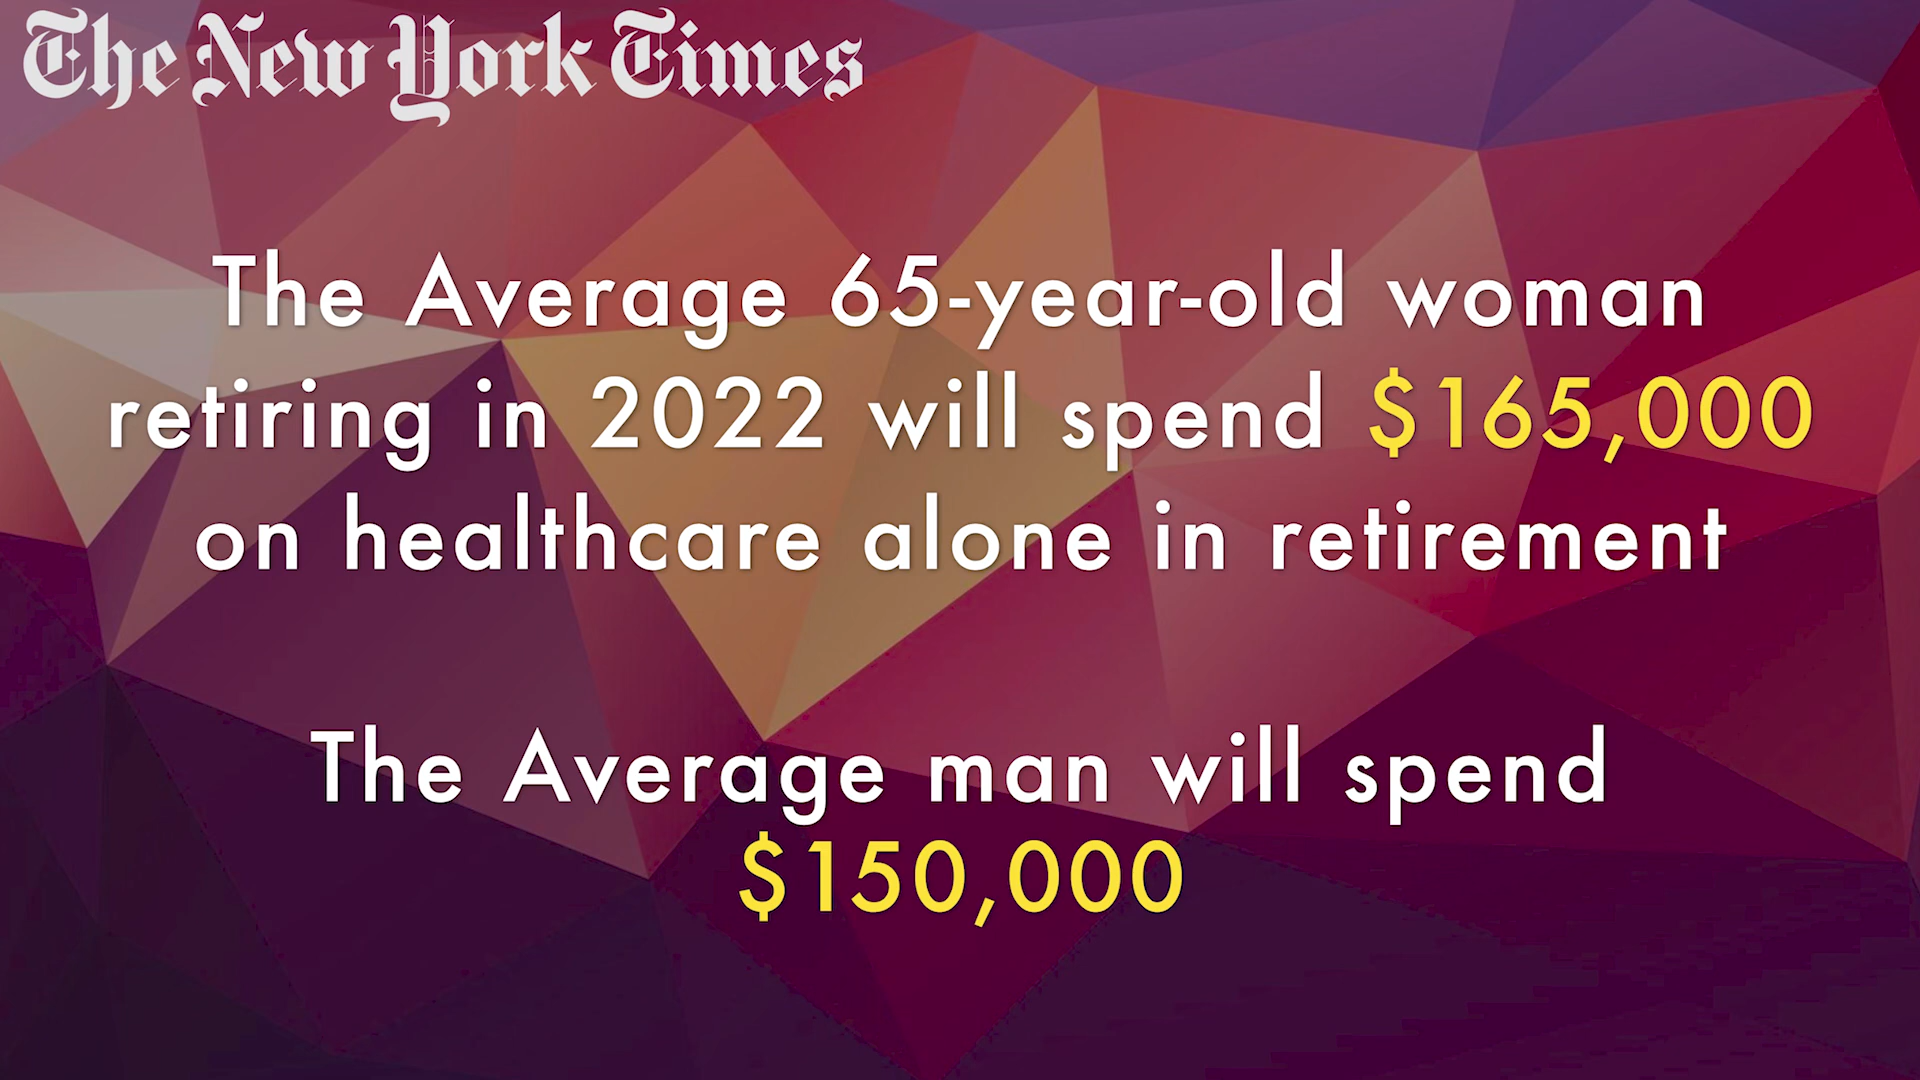 The New York Times
The Average 65-year-old woman
retiring in 2022 will spend $165,000
on healthcare alone in retirement
The Average man will spend
$150,000